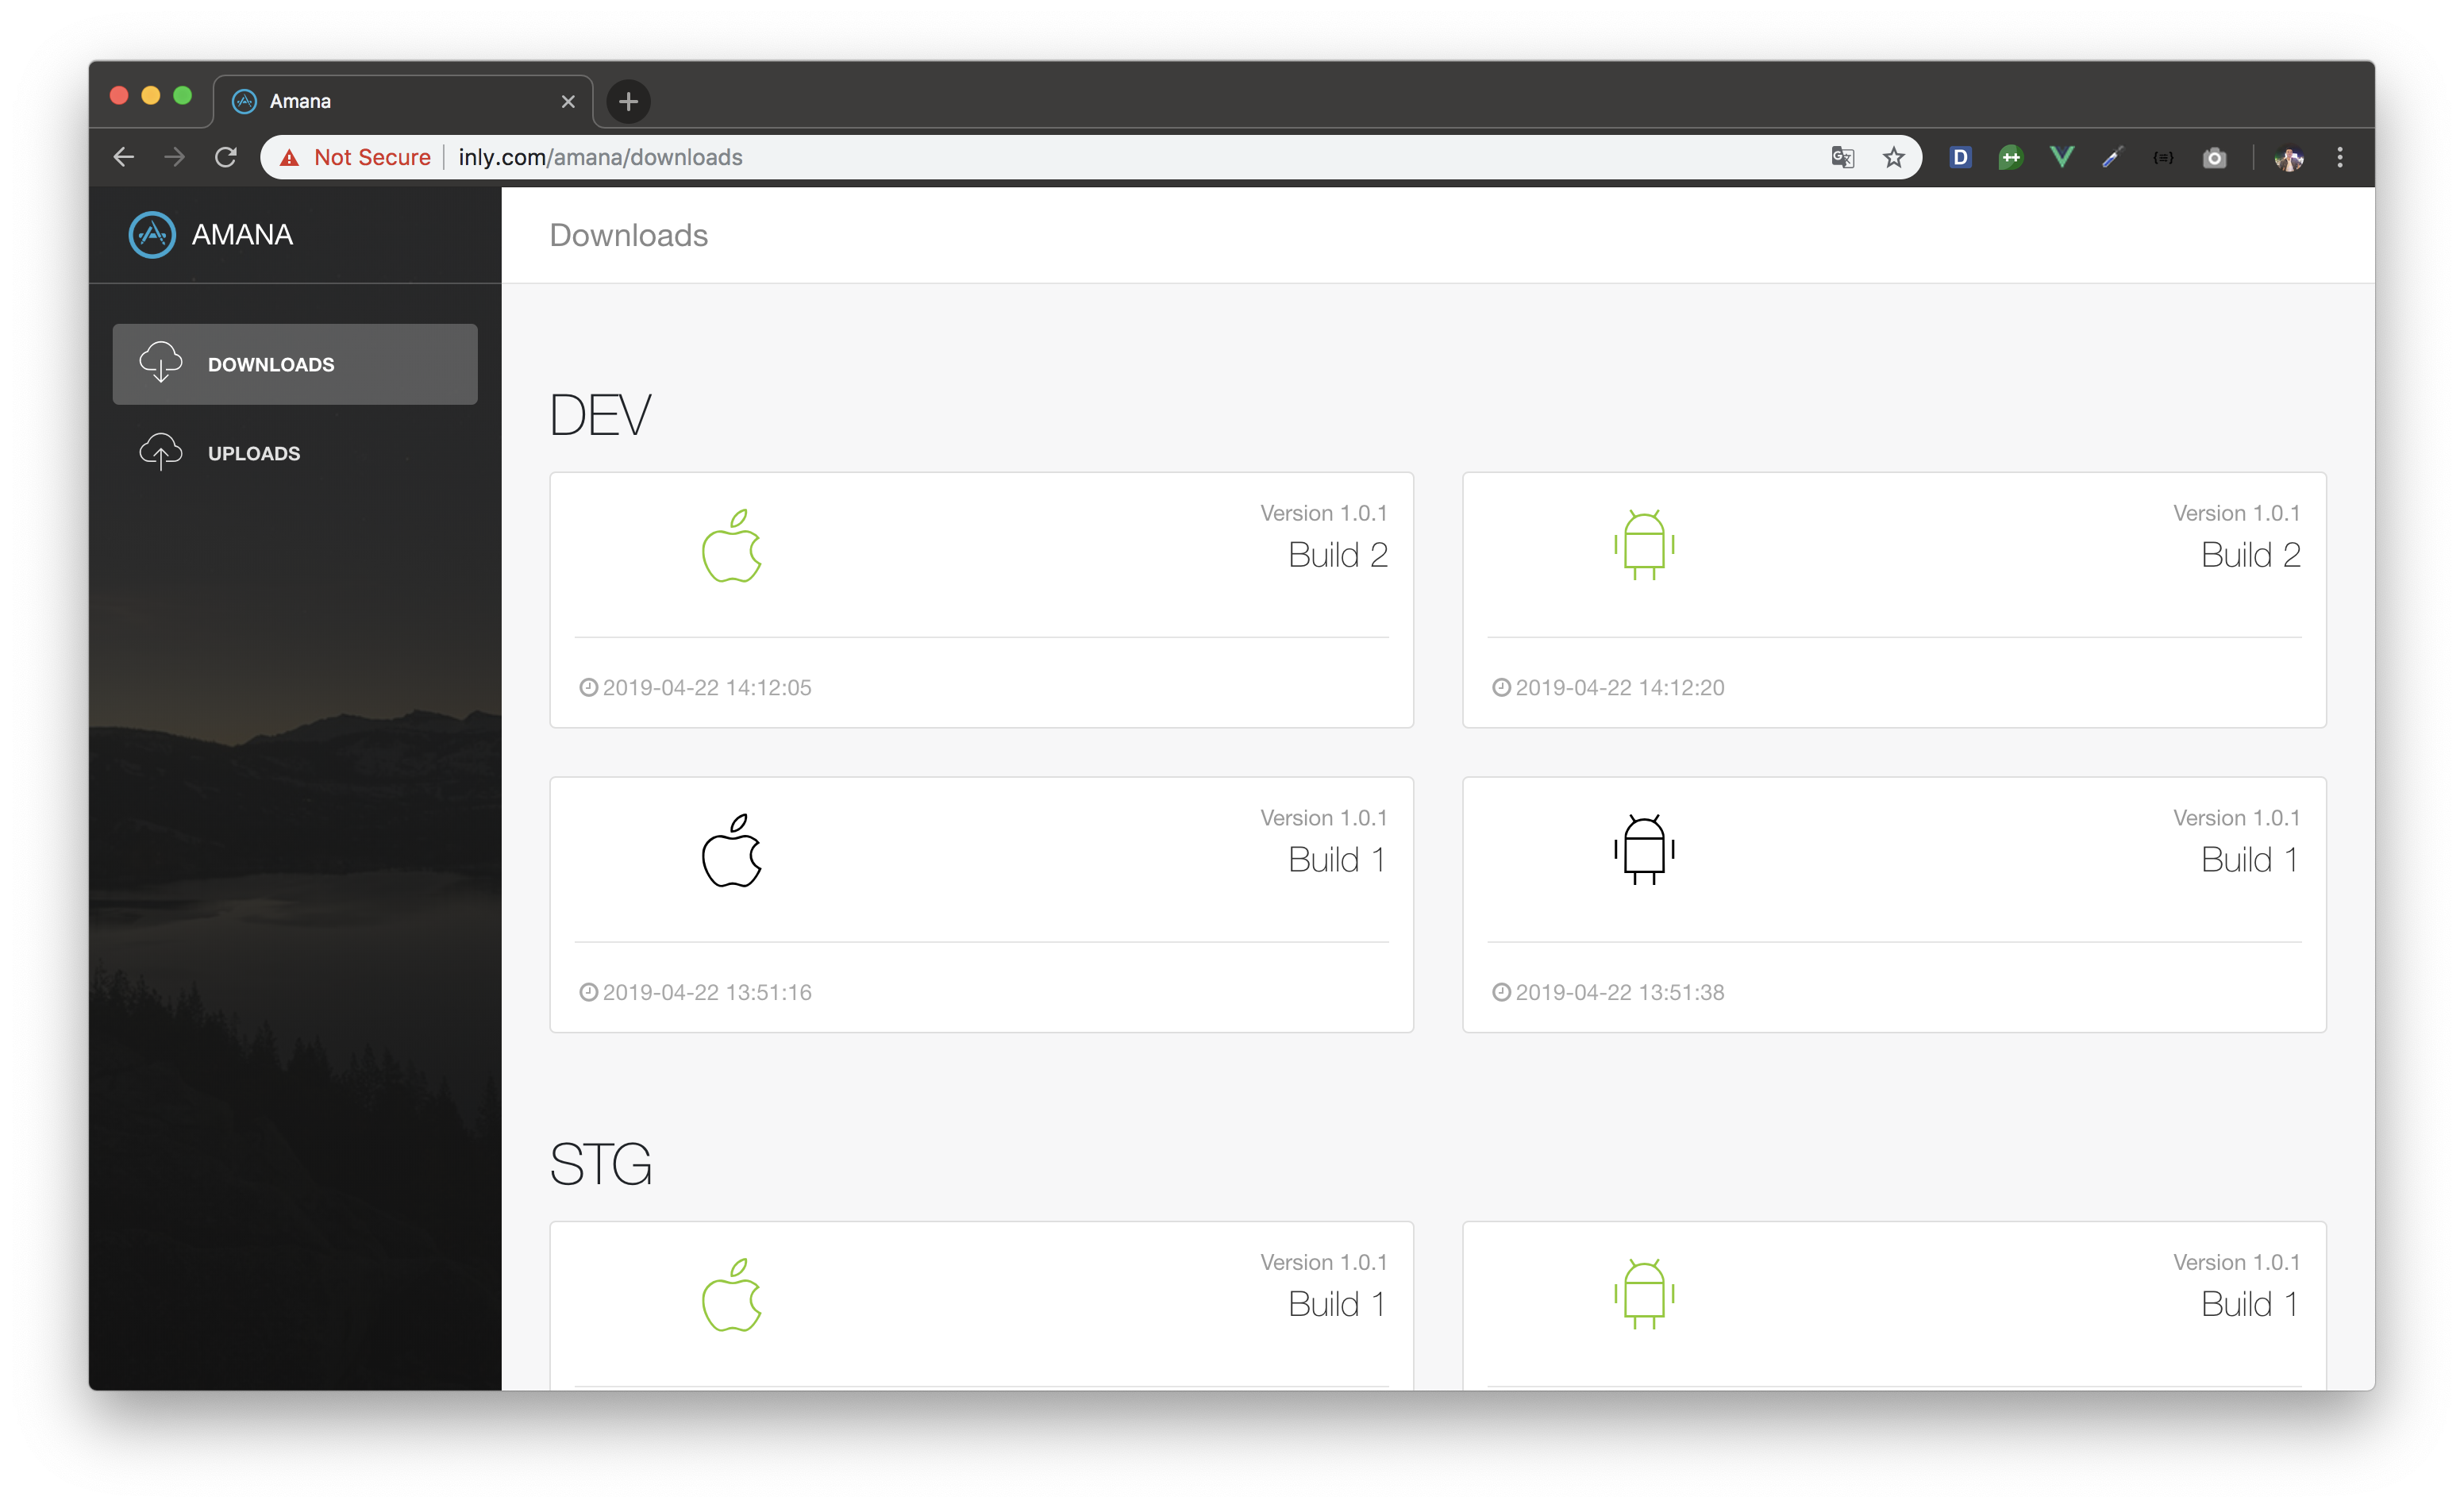 Amana
Not Secure
inly.com/amana/downloads
D
AMANA
Downloads
DOWNLOADS
UPLOADS
DEV
Version 1.0.1
Build 2
2019-04-22 14:12:05
Version 1.0.1
Build 2
2019-04-22 14:12:20
Version 1.0.1
Build 1
2019-04-22 13:51:16
Version 1.0.1
Build 1
2019-04-22 13:51:38
STG
Version 1.0.1
Build 1
Version 1.0.1
Build 1